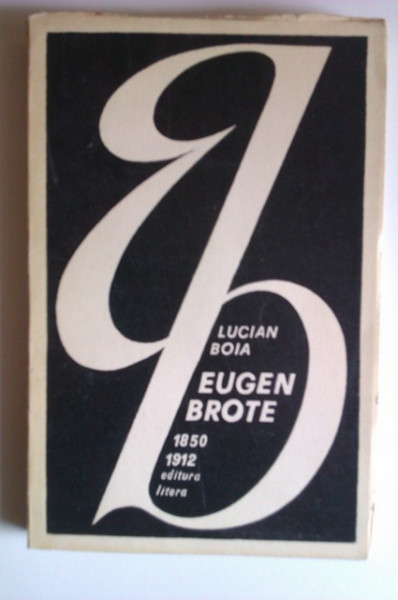 LUCIAN
BOIA
EUGEN
BROTE
1850
1912
editura
litera